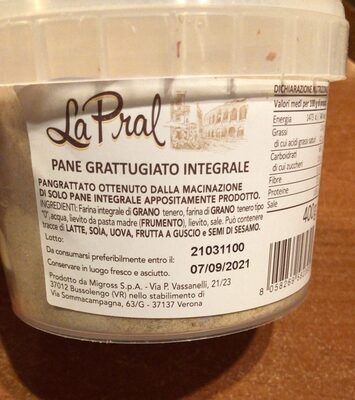 La Pral
PANE GRATTUGIATO INTEGRALE
PANGRATTATO OTTENUTO DALLA MACINAZIONE
DI SOLO PANE INTEGRALE APPOSITAMENTE PRODOTTO.
INGREDIENTI: Farina integrale di GRANO tenero, farina di GRANO tenero tipo
"0", acqua, lievito da pasta madre (FRUMENTO), lievito, sale. Può contenere
tracce di LATTE, SOIA, UOVA, FRUTTA A GUSCIO e SEMI DI SESAMO.
Lotto: 21031100
Da consumarsi preferibilmente entro il: 07/09/2021
Conservare in luogo fresco e asciutto.
Prodotto da Migross S.p.A. - Via P. Vassanelli, 21/23
37012 Bussolengo (VR) nello stabilimento di
Via Sommacampagna, 63/G - 37137 Verona
DICHIARAZIONE
Valori medi per 100 g
Energia
Grassi
di cui acidi grassi
Carboidrati
di cui zuccheri
Fibre
Proteine
Sale
400